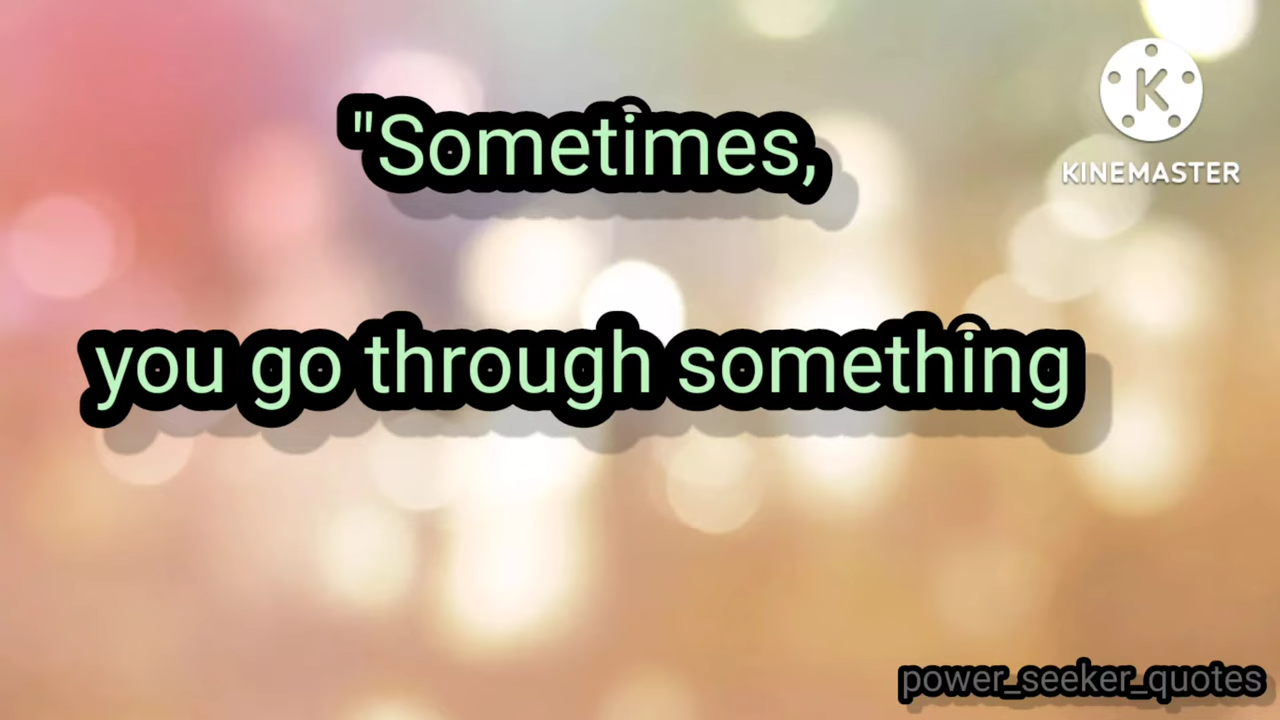 "Sometimes,
K
KINEMASTER
you go through something
power_seeker_quotes